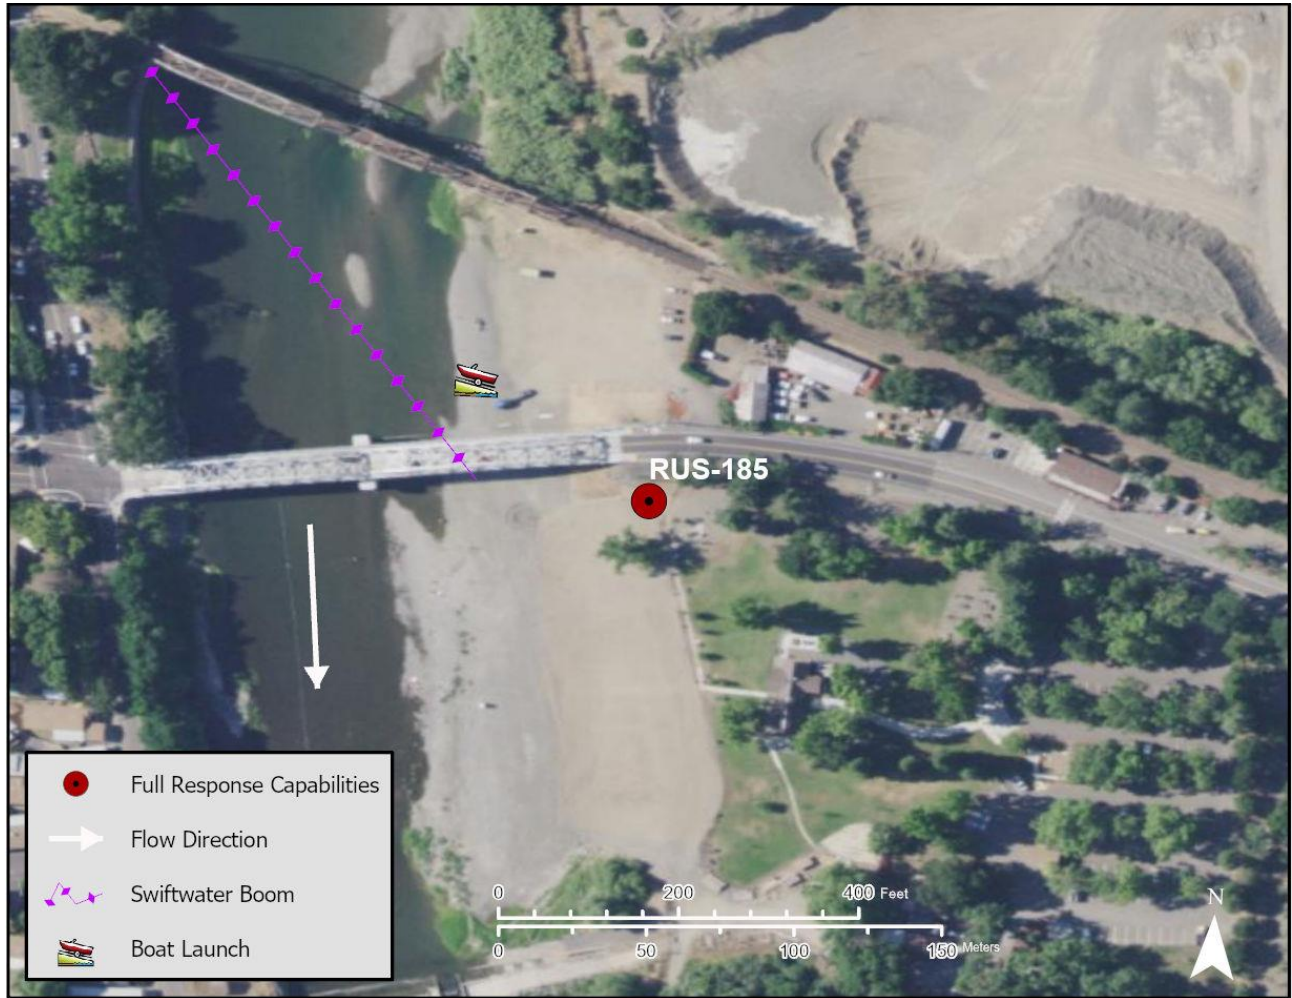 RUS-185
Full Response Capabilities
Flow Direction
Swiftwater Boom
Boat Launch
0 200 400 Feet
0 50 100 150 Meters
N